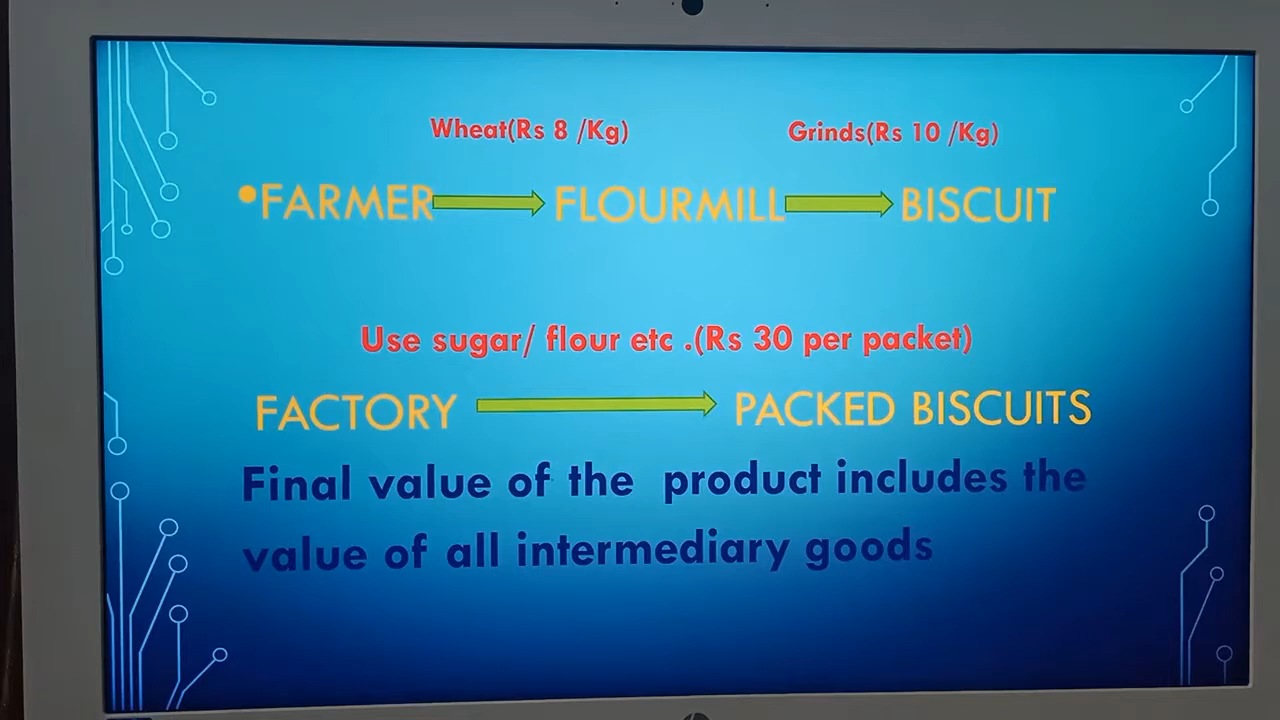 Wheat(Rs 8 /Kg) Grinds(Rs 10 /Kg)
•FARMER FLOURMILL BISCUIT
Use sugar/ flour etc .(Rs 30 per packet)
FACTORY PACKED BISCUITS
Final value of the product includes the
value of all intermediary goods